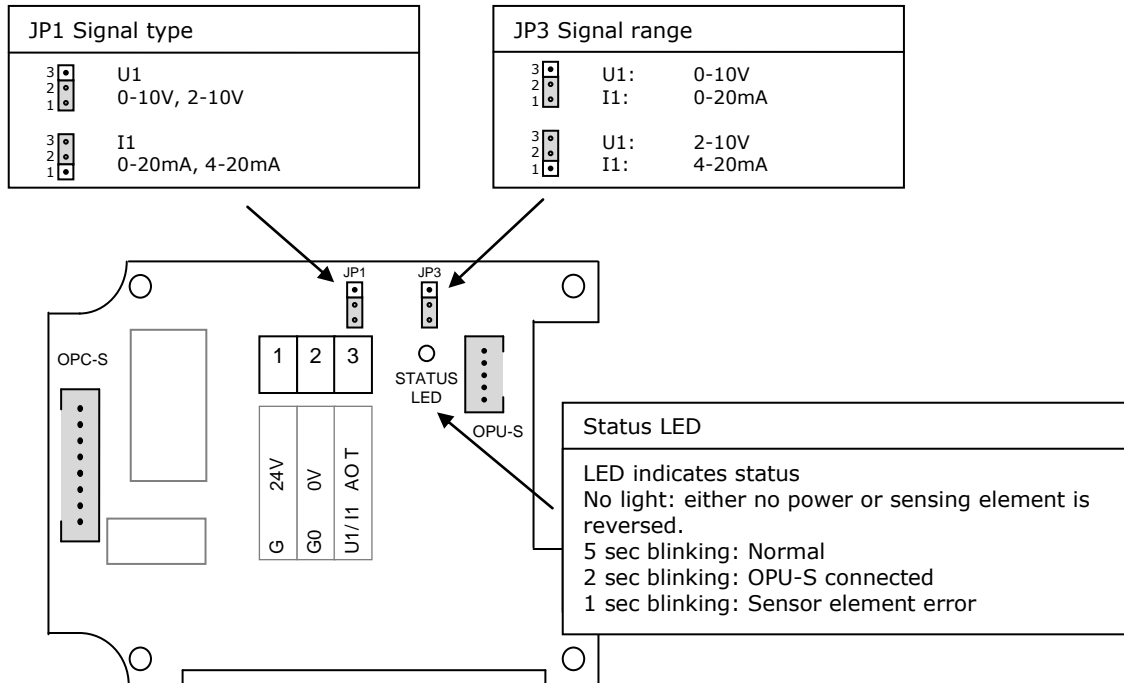 JP1 Signal type
3
2
1
U1
0-10V, 2-10V
3
2
1
I1
0-20mA, 4-20mA
JP3 Signal range
3
2
1
U1: 0-10V
I1: 0-20mA
3
2
1
U1: 2-10V
I1: 4-20mA
JP1
JP3
OPC-S
1 2 3
STATUS
LED
OPU-S
G 24V
G0 0V
U1/I1 AOT
Status LED
LED indicates status
No light: either no power or sensing element is
reversed.
5 sec blinking: Normal
2 sec blinking: OPU-S connected
1 sec blinking: Sensor element error